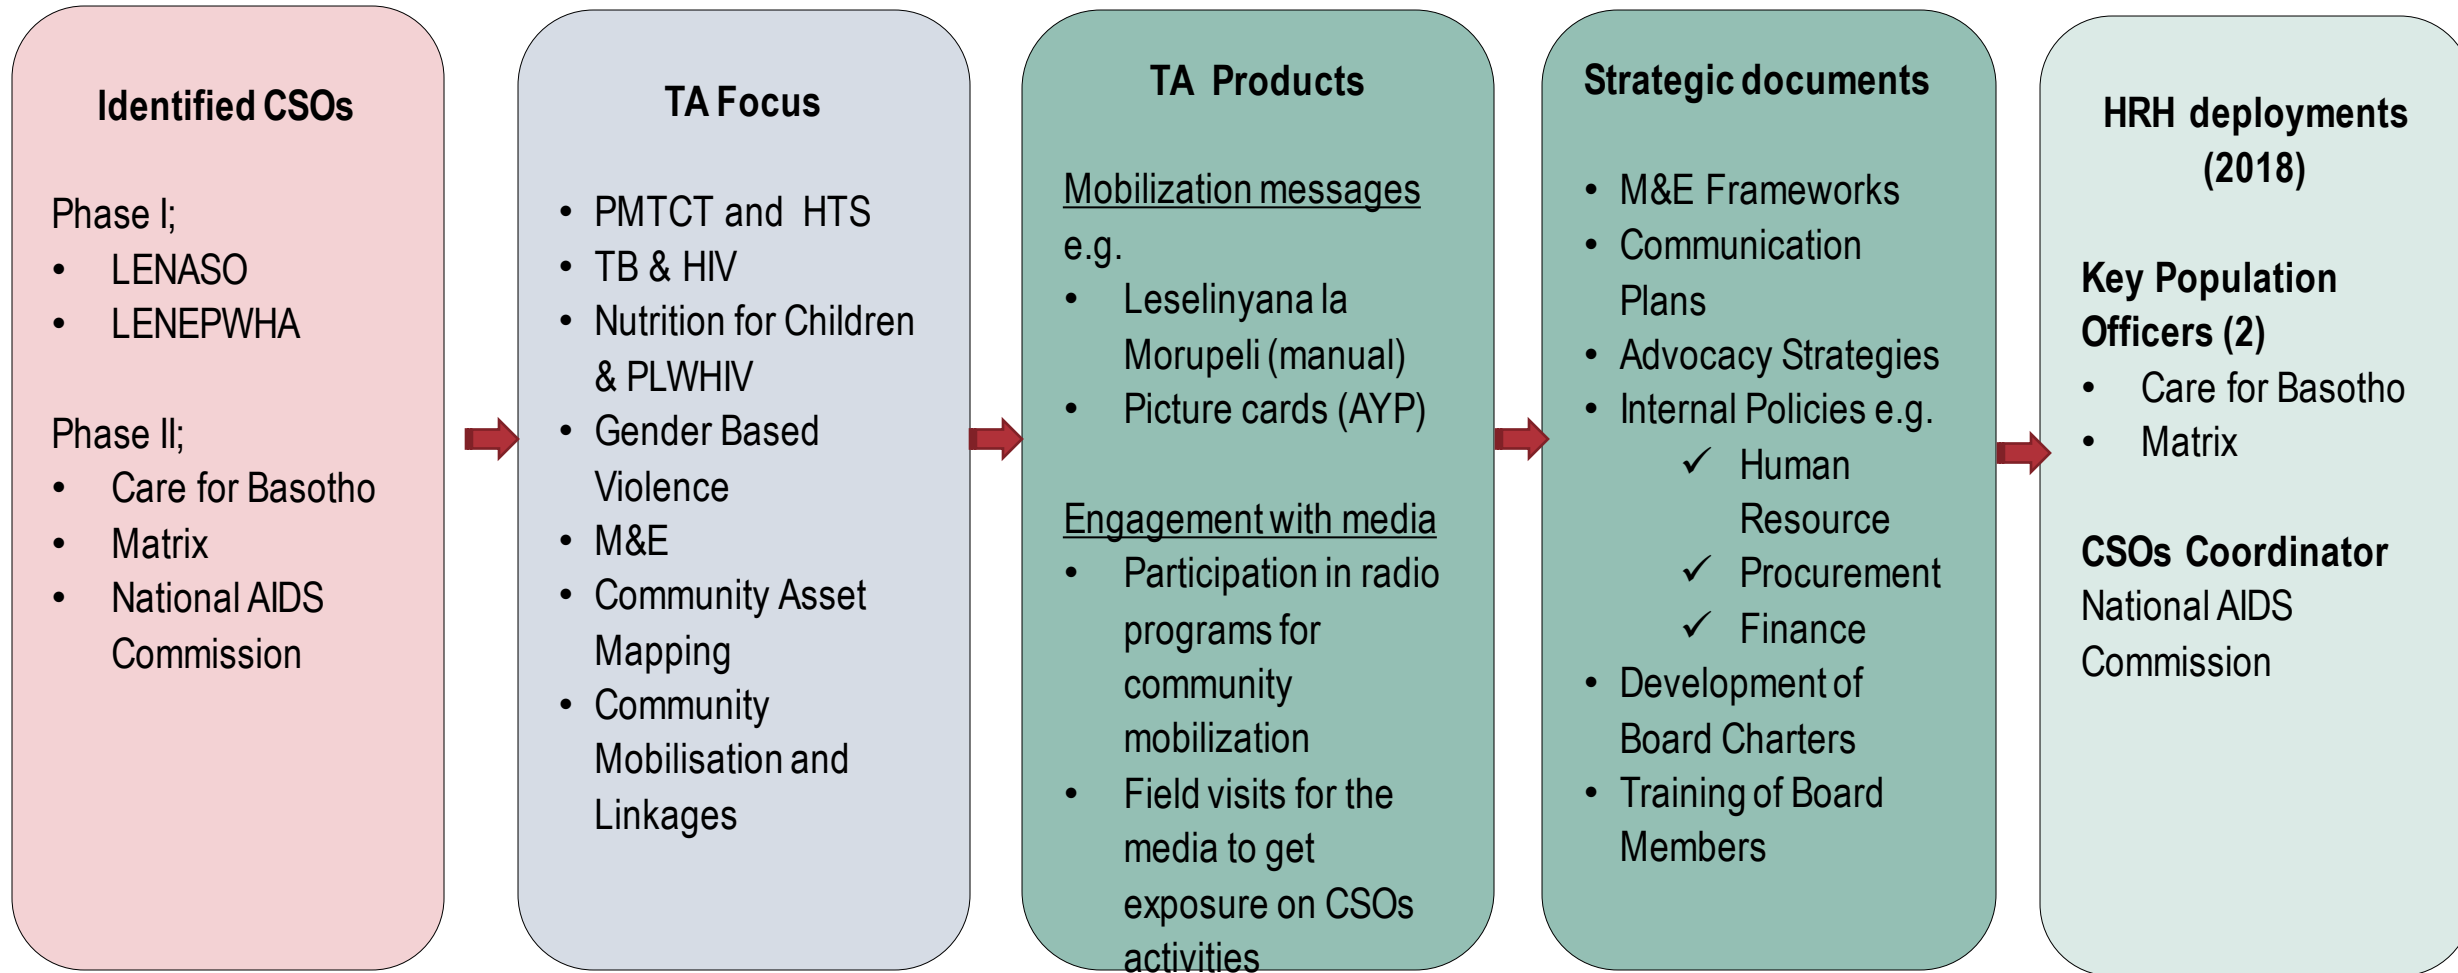 Identified CSOs
Phase I;
• LENASO
• LENEPWHA
Phase II;
• Care for Basotho
• Matrix
• National AIDS
Commission
TA Focus
• PMTCT and HTS
• TB & HIV
• Nutrition for Children
& PLWHIV
• Gender Based
Violence
• M&E
• Community Asset
Mapping
• Community
Mobilisation and
Linkages
TA Products
Mobilization messages
e.g.
• Leselinyana la
Morupeli (manual)
• Picture cards (AYP)
Engagement with media
• Participation in radio
programs for
community
mobilization
• Field visits for the
media to get
exposure on CSOs
activities
Strategic documents
• M&E Frameworks
• Communication
Plans
• Advocacy Strategies
• Internal Policies e.g.
✓ Human
Resource
✓ Procurement
✓ Finance
• Development of
Board Charters
• Training of Board
Members
HRH deployments
(2018)
Key Population
Officers (2)
• Care for Basotho
• Matrix
CSOs Coordinator
National AIDS
Commission